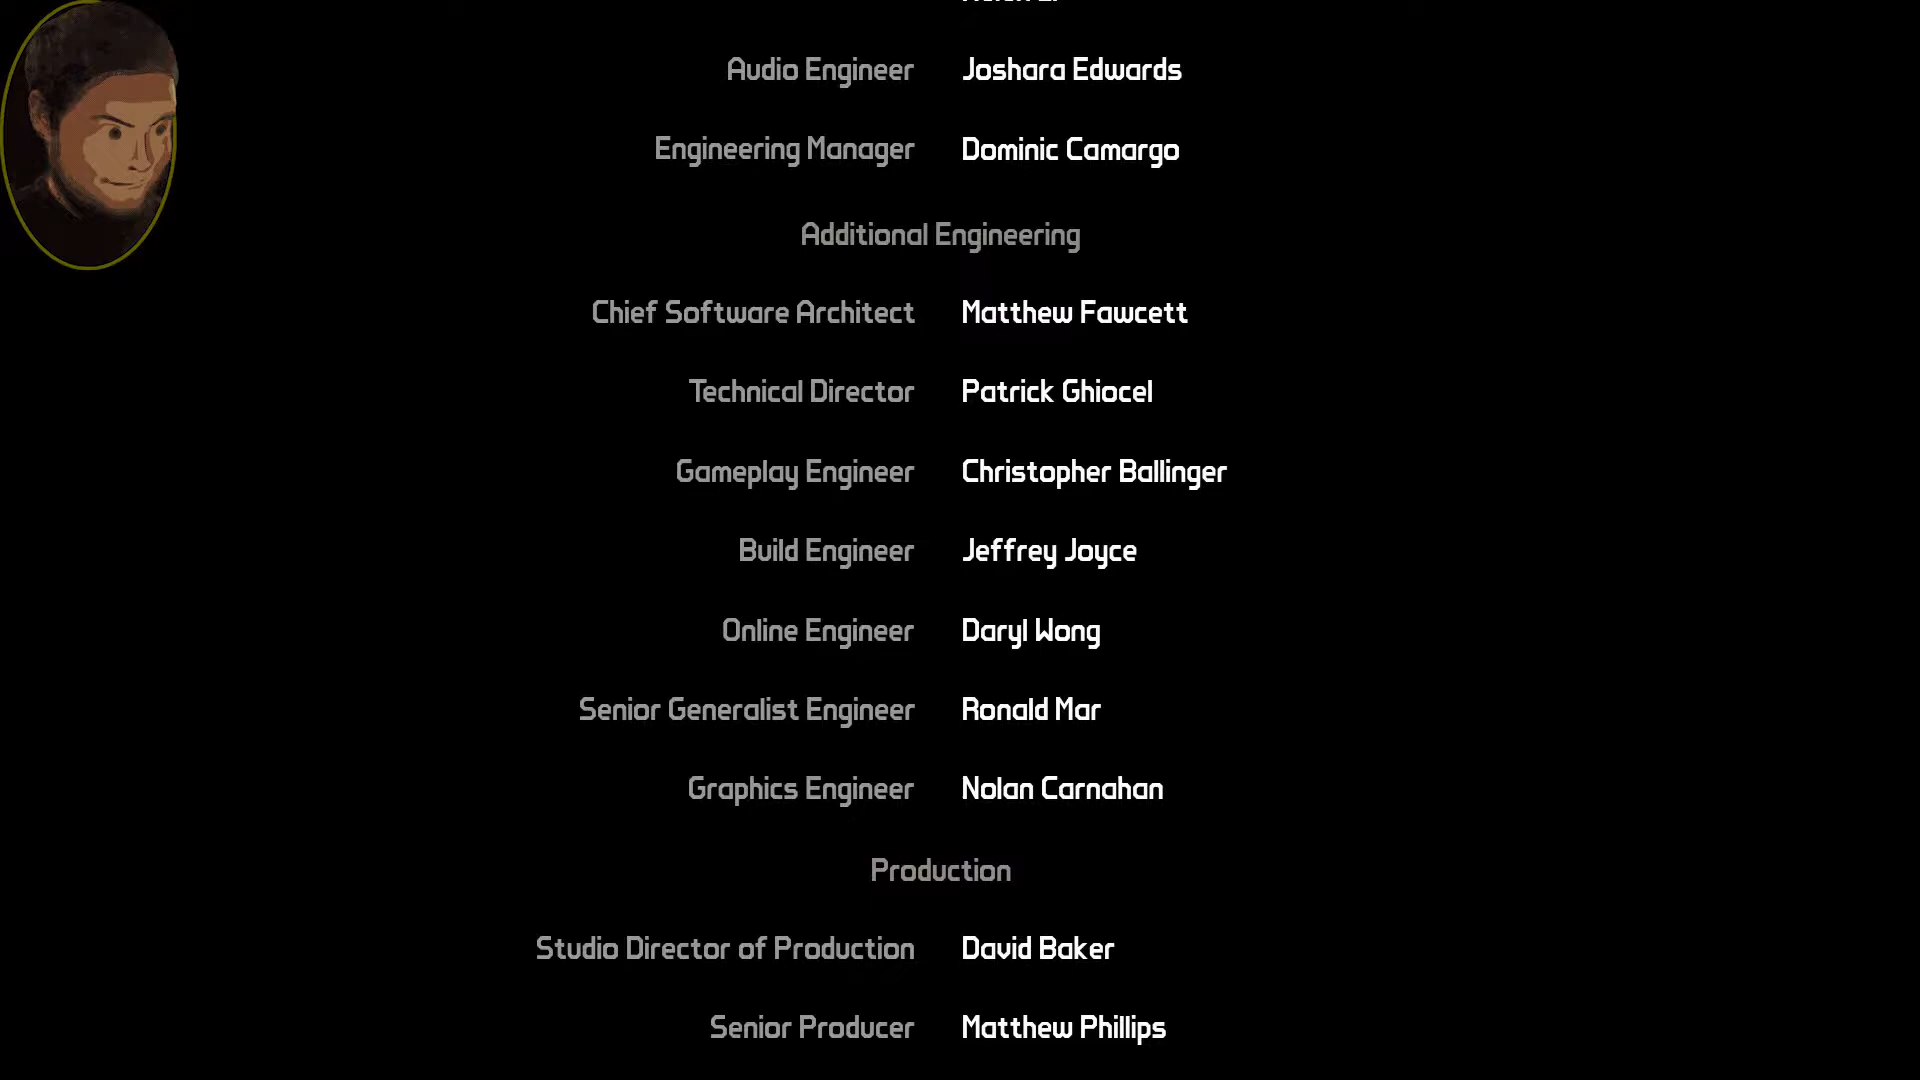 Audio Engineer Joshara Edwards
Engineering Manager Dominic Camargo
Additional Engineering
Chief Software Architect Matthew Fawcett
Technical Director Patrick Ghiocel
Gameplay Engineer Christopher Ballinger
Build Engineer Jeffrey Joyce
Online Engineer Daryl Wong
Senior Generalist Engineer Ronald Mar
Graphics Engineer Nolan Carnahan
Production
Studio Director of Production David Baker
Senior Producer Matthew Phillips